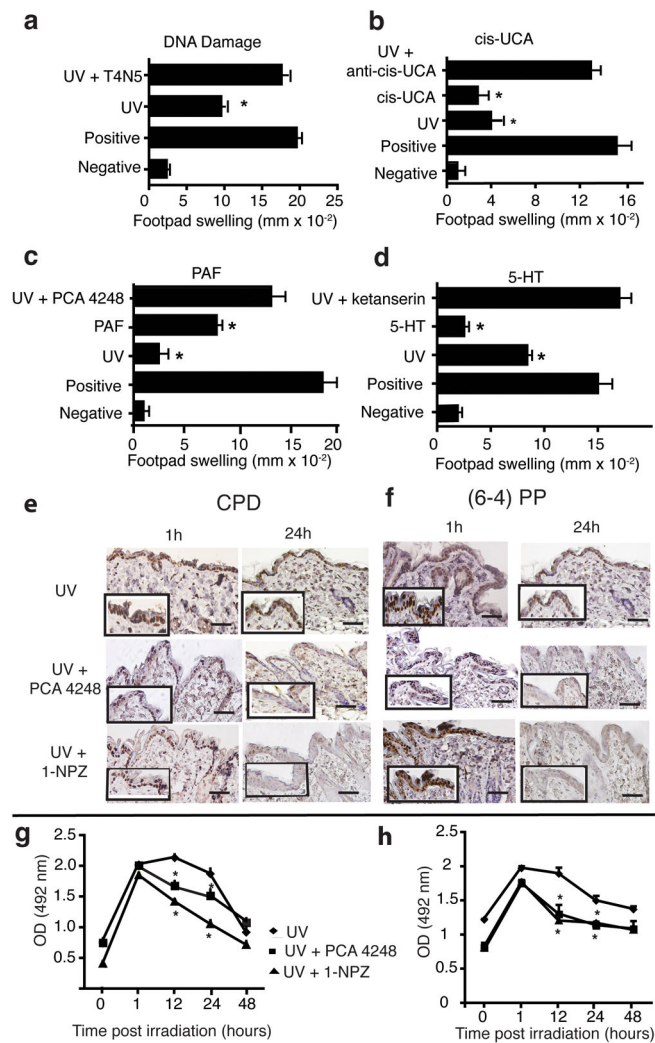 a
DNA Damage
UV + T4N5
UV
*
Positive
Negative
0 5 10 15 20 25
Footpad swelling (mm x 10-2)
b
cis-UCA
UV +
anti-cis-UCA
cis-UCA
*
UV
*
Positive
Negative
0 4 8 12 16
Footpad swelling (mm x 10-2)
c
PAF
UV + PCA 4248
PAF
*
UV
*
Positive
Negative
0 5 10 15 20
Footpad swelling (mm x 10-2)
d
5-HT
UV + ketanserin
5-HT
*
UV
*
Positive
Negative
0 5 10 15
Footpad swelling (mm x 10-2)
e
CPD
1h 24h
f
(6-4) PP
1h 24h
UV
UV +
PCA 4248
UV +
1-NPZ
g
OD (492 nm)
2.5
2.0
1.5
1.0
0.5
* *
* *
0 1 12 24 48
Time post irradiation (hours)
UV
UV + PCA 4248
UV + 1-NPZ
h
OD (492 nm)
2.5
2
1.5
1
0
* *
* *
0 1 12 24 48
Time post irradiation (hours)